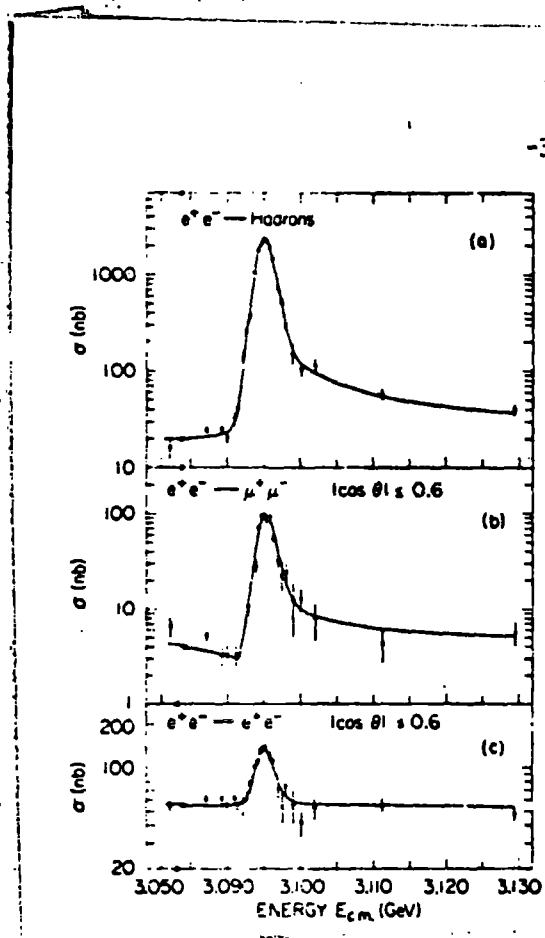 -3
e⁺e⁻ — Hadrons (a)
1000
100
10
σ (nb)
e⁺e⁻ — μ⁺μ⁻ |cos θ| ≤ 0.6
(b)
100
10
1
σ (nb)
e⁺e⁻ — e⁺e⁻ |cos θ| ≤ 0.6
(c)
200
100
20
σ (nb)
3.050 3.090 3.100 3.110 3.120 3.130
ENERGY E c.m. (GeV)